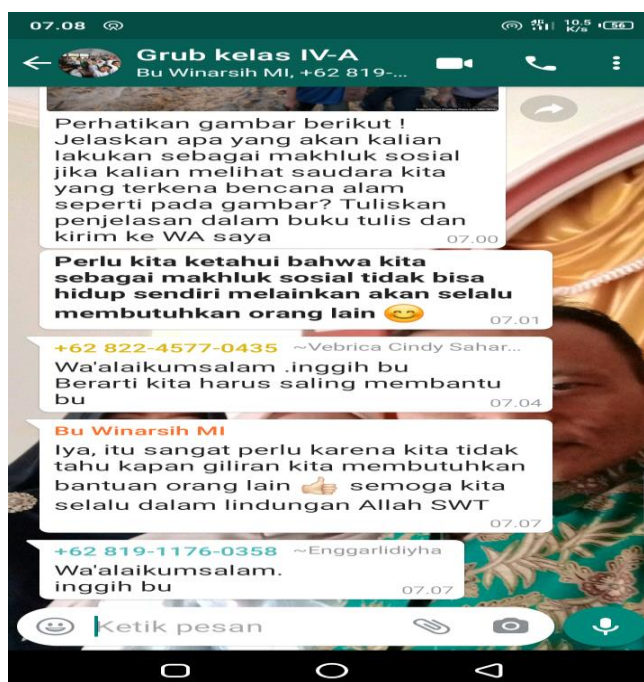 07.08
10.5 K/s 56
Grub kelas IV-A
Bu Winarsih MI, +62 819-...
Perhatikan gambar berikut !
Jelaskan apa yang akan kalian
lakukan sebagai makhluk sosial
jika kalian melihat saudara kita
yang terkena bencana alam
seperti pada gambar? Tuliskan
penjelasan dalam buku tulis dan
kirim ke WA saya
07.00
Perlu kita ketahui bahwa kita
sebagai makhluk sosial tidak bisa
hidup sendiri melainkan akan selalu
membutuhkan orang lain 😊
07.01
+62 822-4577-0435 ~Vebrica Cindy Sahar...
Wa'alaikumsalam .inggih bu
Berarti kita harus saling membantu
bu
07.04
Bu Winarsih MI
Iya, itu sangat perlu karena kita tidak
tahu kapan giliran kita membutuhkan
bantuan orang lain 👍🏻 semoga kita
selalu dalam lindungan Allah SWT
07.07
+62 819-1176-0358 ~Enggarlidiyha
Wa'alaikumsalam.
inggih bu
07.07
Ketik pesan